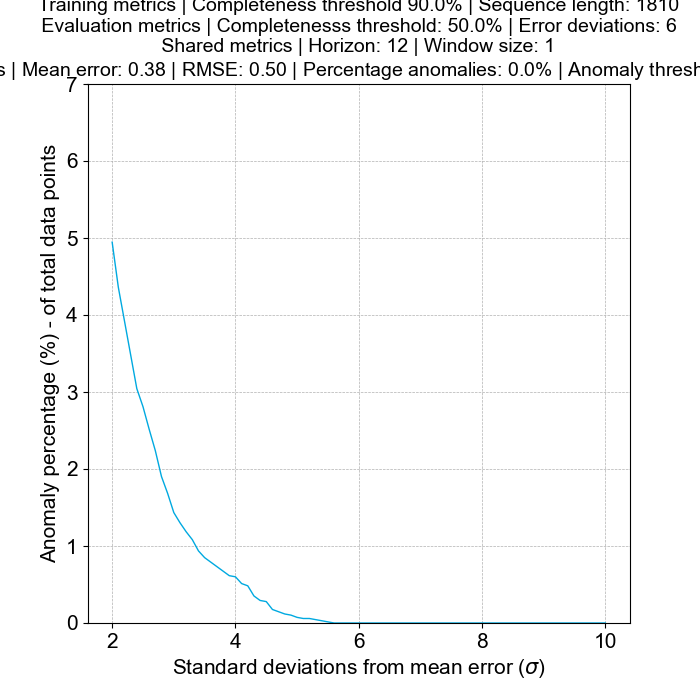 Training metrics | Completeness threshold 90.0% | Sequence length: 1810
Evaluation metrics | Completenesss threshold: 50.0% | Error deviations: 6
Shared metrics | Horizon: 12 | Window size: 1
s | Mean error: 0.38 | RMSE: 0.50 | Percentage anomalies: 0.0% | Anomaly thresh
7
6
5
4
3
2
1
0
Anomaly percentage (%) - of total data points
2 4 6 8 10
Standard deviations from mean error (σ)